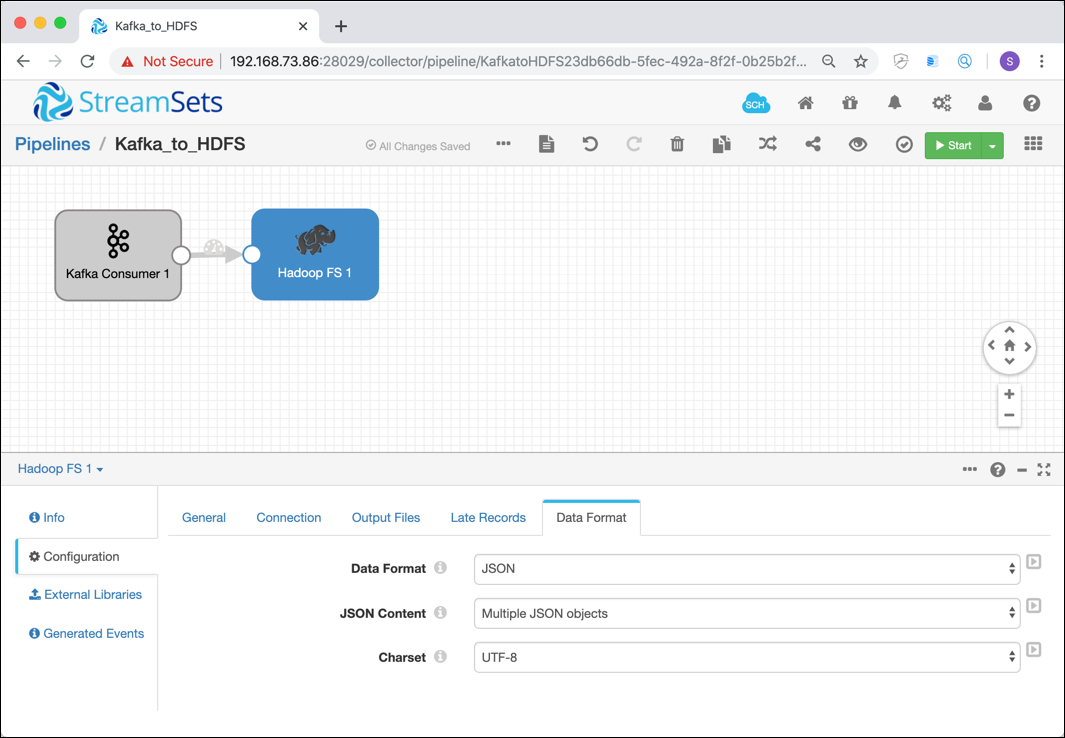 Kafka_to_HDFS
Not Secure 192.168.73.86:28029/collector/pipeline/KafkatoHDFS23db66db-5fec-492a-8f2f-0b25b2f...
S
StreamSets
SCH
Pipelines / Kafka_to_HDFS
All Changes Saved
Start
Kafka Consumer 1
Hadoop FS 1
Hadoop FS 1
Info
Configuration
External Libraries
Generated Events
General Connection Output Files Late Records Data Format
Data Format JSON
JSON Content Multiple JSON objects
Charset UTF-8